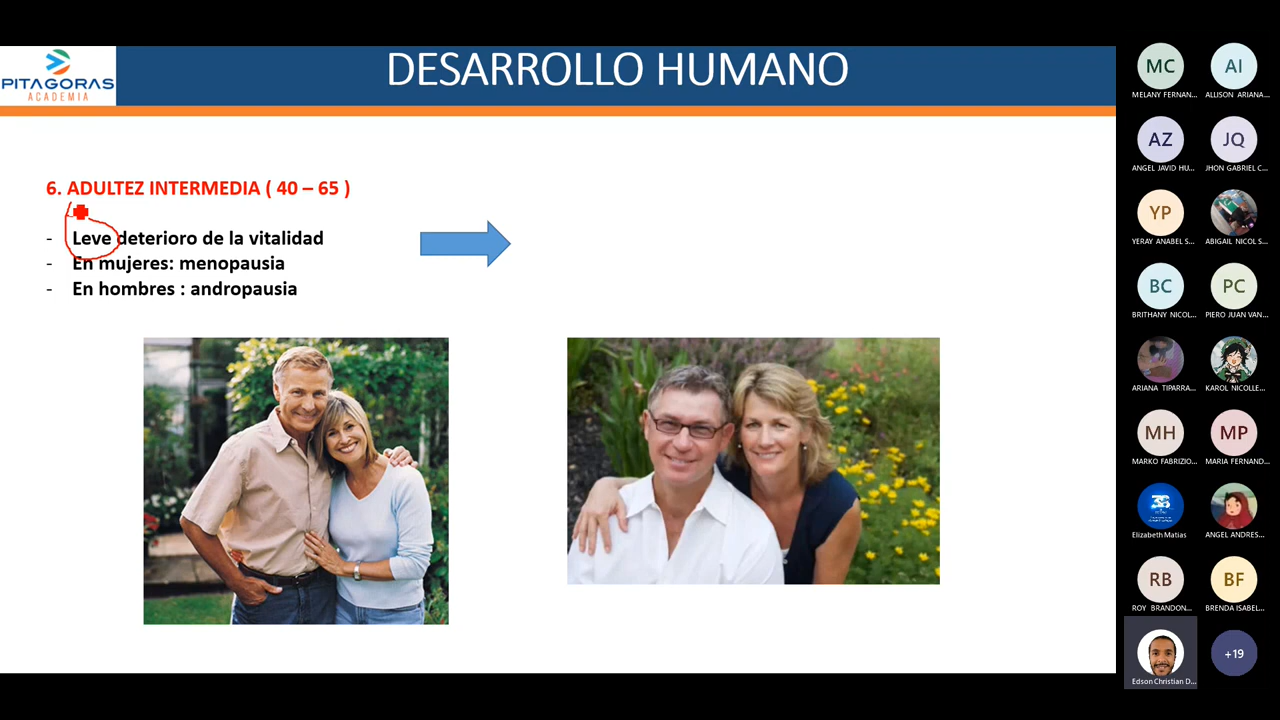 PITAGORAS
ACADEMIA
DESARROLLO HUMANO
6. ADULTEZ INTERMEDIA ( 40 – 65 )
- Leve deterioro de la vitalidad
- En mujeres: menopausia
- En hombres : andropausia
MC
AI
MELANY FERNAN...
ALLISON ARIANA...
AZ
JQ
ANGEL JAVID HU...
JHON GABRIEL C...
YP
YERAY ANABEL S...
ABIGAIL NICOL S...
BC
PC
BRITHANY NICOL...
PIERO JUAN VAN...
ARIANA TIPARRA...
KAROL NICOLLE...
MH
MP
MARKO FABRIZIO...
MARIA FERNAND...
Elizabeth Matias
ANGEL ANDRES...
RB
BF
ROY BRANDON...
BRENDA ISABEL...
Edson Christian D...
+19